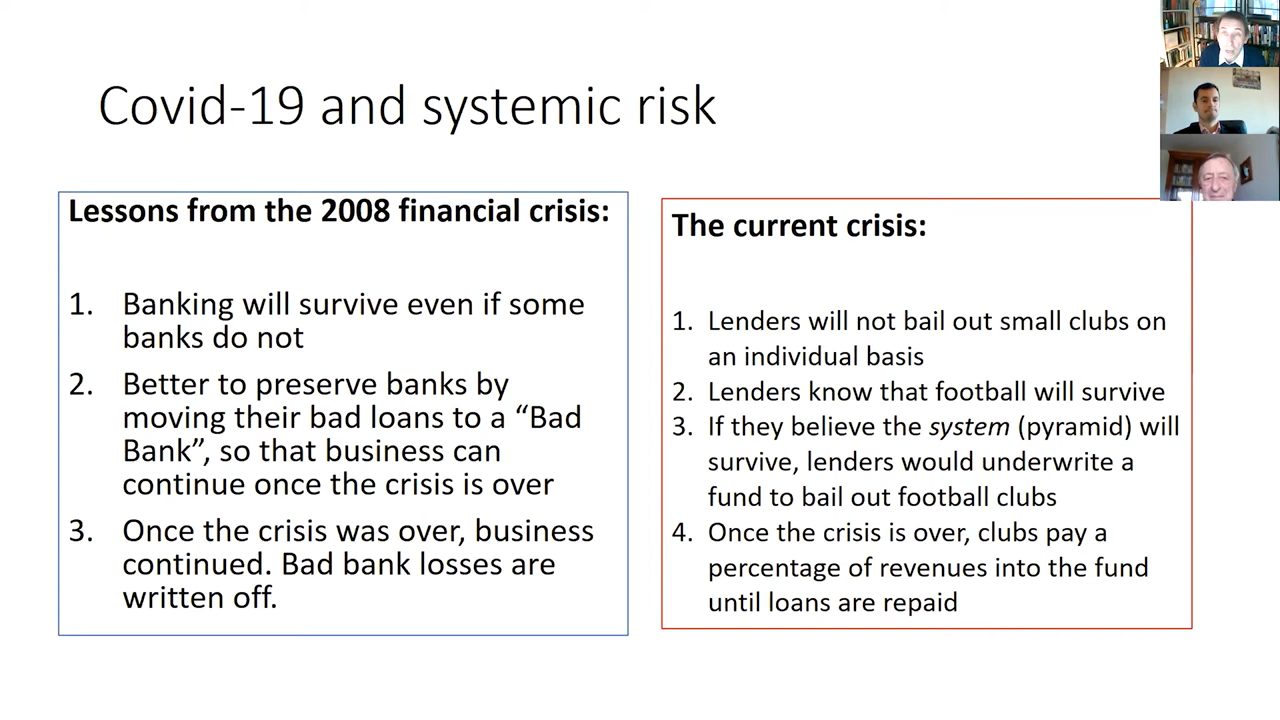 Covid-19 and systemic risk
Lessons from the 2008 financial crisis:
1. Banking will survive even if some
banks do not
2. Better to preserve banks by
moving their bad loans to a “Bad
Bank”, so that business can
continue once the crisis is over
3. Once the crisis was over, business
continued. Bad bank losses are
written off.
The current crisis:
1. Lenders will not bail out small clubs on
an individual basis
2. Lenders know that football will survive
3. If they believe the system (pyramid) will
survive, lenders would underwrite a
fund to bail out football clubs
4. Once the crisis is over, clubs pay a
percentage of revenues into the fund
until loans are repaid